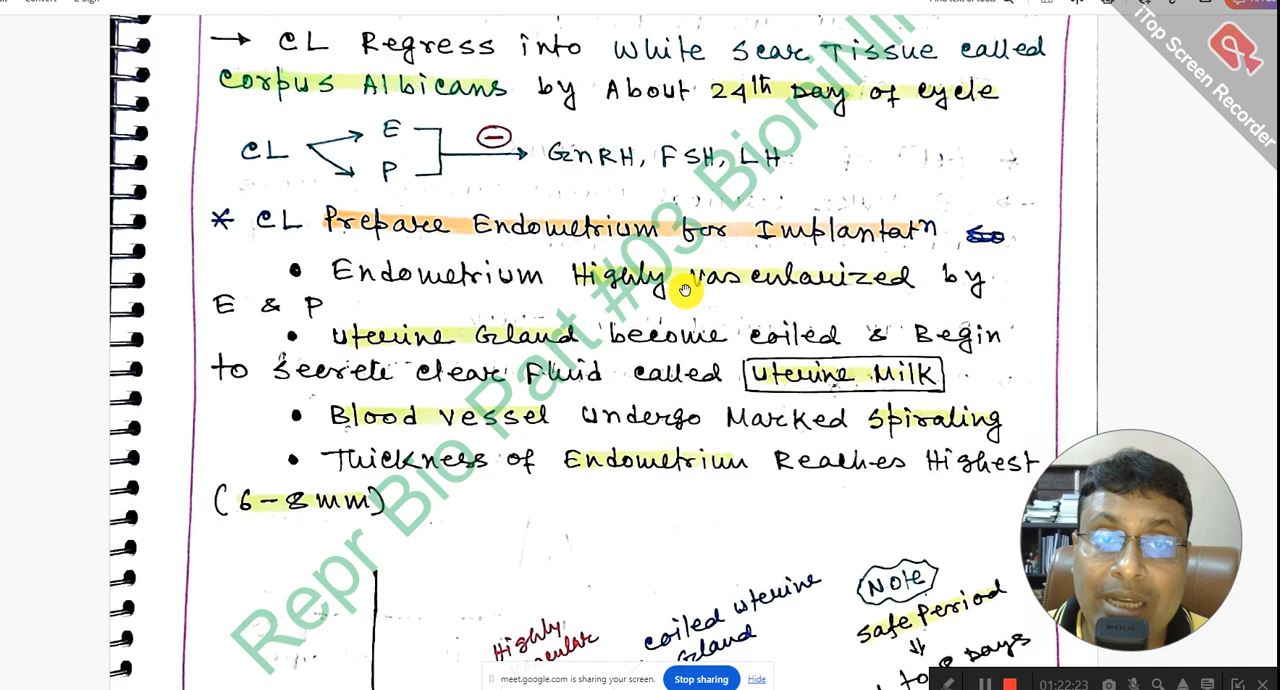 → CL Regress into White Scar Tissue called
Corpus Albicans by About 24th Day of cycle
CL E P ⊖ → GnRH, FSH, LH
* CL Prepare Endometrium for Implantatn
• Endometrium Highly vascularized by
E & P
• Uterine Gland become coiled & Begin
to Secrete clear Fluid called Uterine Milk
• Blood vessel undergo Marked Spiraling
• Thickness of Endometrium Reaches Highest
(6-8mm)
Note
Safe Period
Days
Highly
coiled uterine
Gland
Repr Bio Part #03
iTop Screen Recorder
meet.google.com is sharing your screen.
Stop sharing
Hide
01:22:23